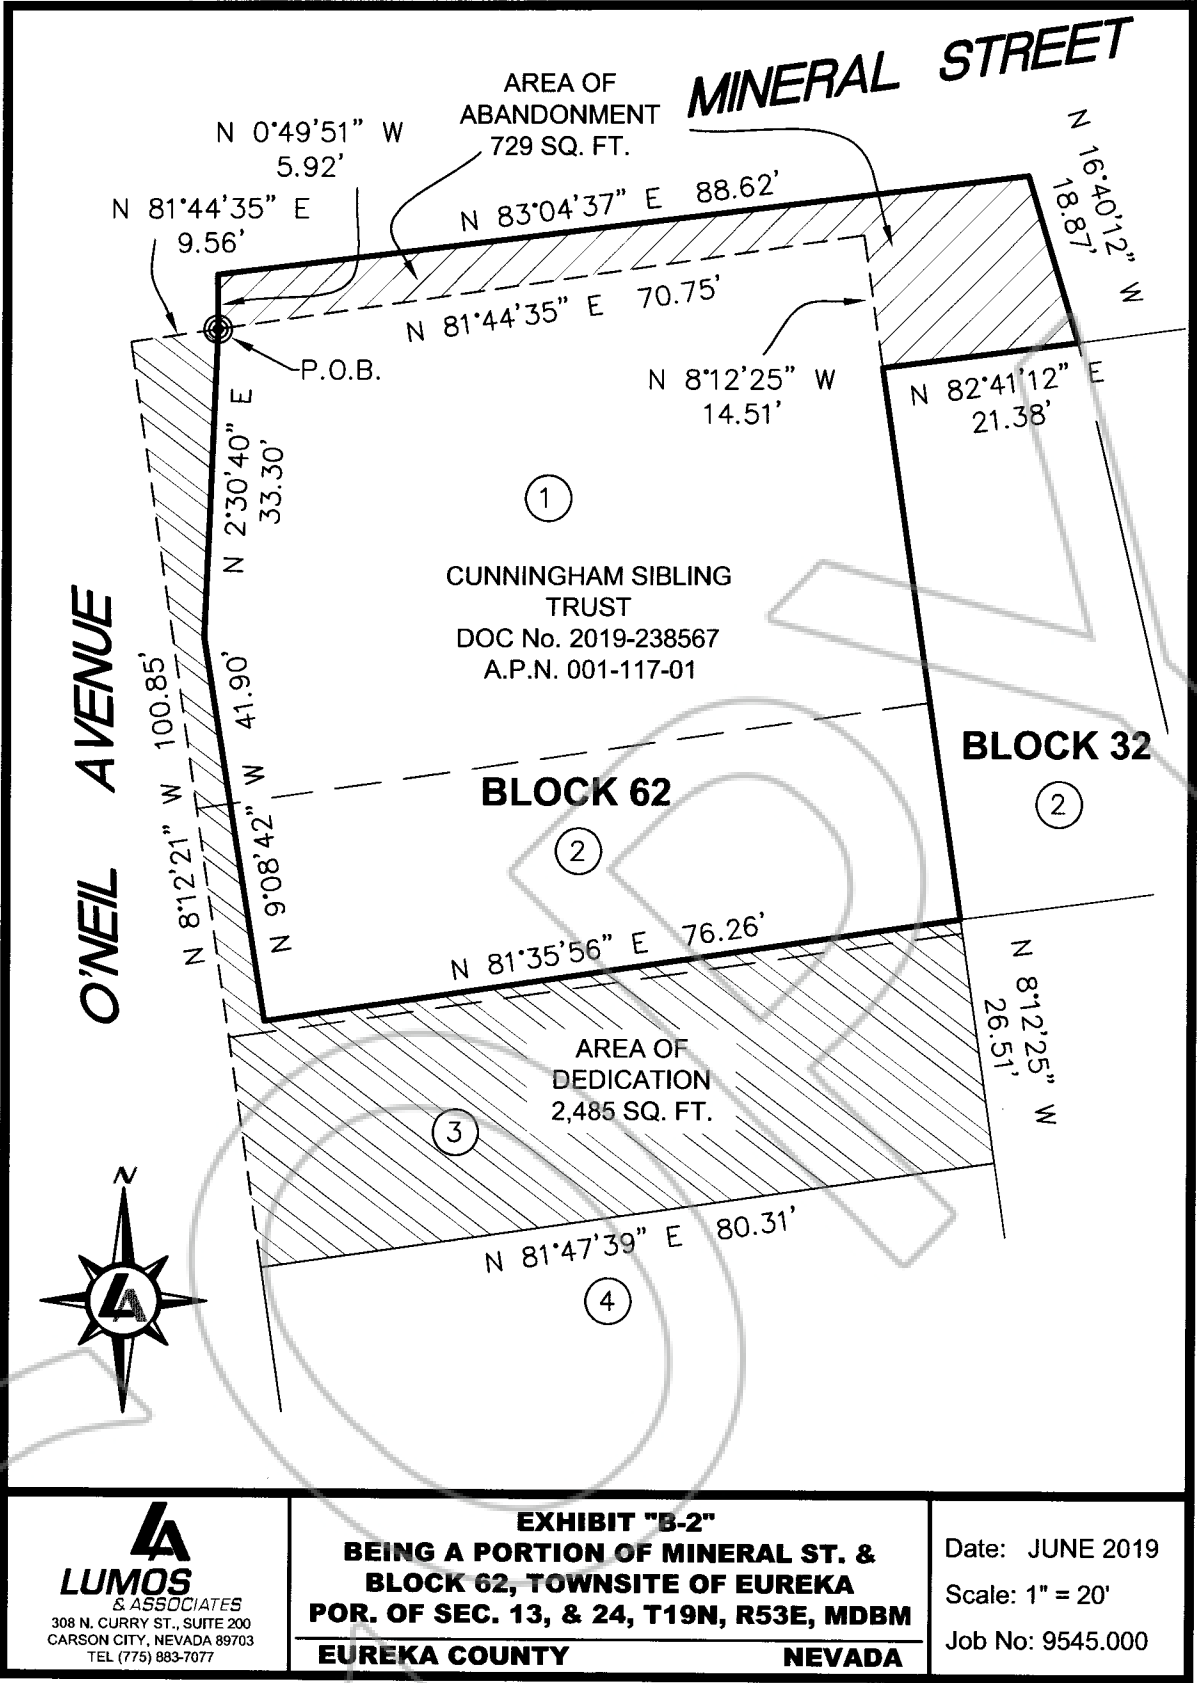 MINERAL STREET
AREA OF
ABANDONMENT
729 SQ. FT.
N 0°49'51" W
5.92'
N 81°44'35" E
9.56'
N 83°04'37" E 88.62'
N 16°40'12" W
18.87'
N 81°44'35" E 70.75'
P.O.B.
N 8°12'25" W
14.51'
N 82°41'12" E
21.38'
N 2°30'40" E
33.30'
1
CUNNINGHAM SIBLING
TRUST
DOC No. 2019-238567
A.P.N. 001-117-01
O'NEIL AVENUE
N 8°12'21" W 100.85'
N 9°08'42" W 41.90'
BLOCK 62
2
BLOCK 32
2
N 81°35'56" E 76.26'
N 8°12'25" W
26.51'
AREA OF
DEDICATION
2,485 SQ. FT.
3
N 81°47'39" E 80.31'
4
N
LA
COPY
LA
LUMOS
& ASSOCIATES
308 N. CURRY ST., SUITE 200
CARSON CITY, NEVADA 89703
TEL (775) 883-7077
EXHIBIT "B-2"
BEING A PORTION OF MINERAL ST. &
BLOCK 62, TOWNSITE OF EUREKA
POR. OF SEC. 13, & 24, T19N, R53E, MDBM
EUREKA COUNTY NEVADA
Date: JUNE 2019
Scale: 1" = 20'
Job No: 9545.000